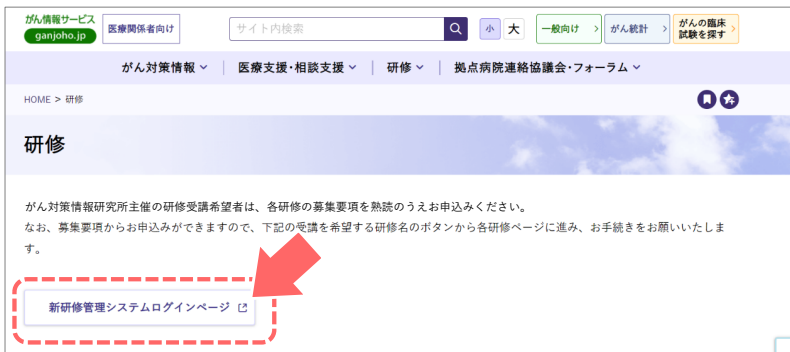 がん情報サービス
ganjoho.jp
医療関係者向け
サイト内検索
小 大
一般向け >
がん統計 >
がんの臨床
試験を探す >
がん対策情報
医療支援・相談支援
研修
拠点病院連絡協議会・フォーラム
HOME > 研修
研修
がん対策情報研究所主催の研修受講希望者は、各研修の募集要項を熟読のうえお申込みください。
なお、募集要項からお申込みができますので、下記の受講を希望する研修名のボタンから各研修ページに進み、お手続きをお願いいたしま
す。
新研修管理システムログインページ